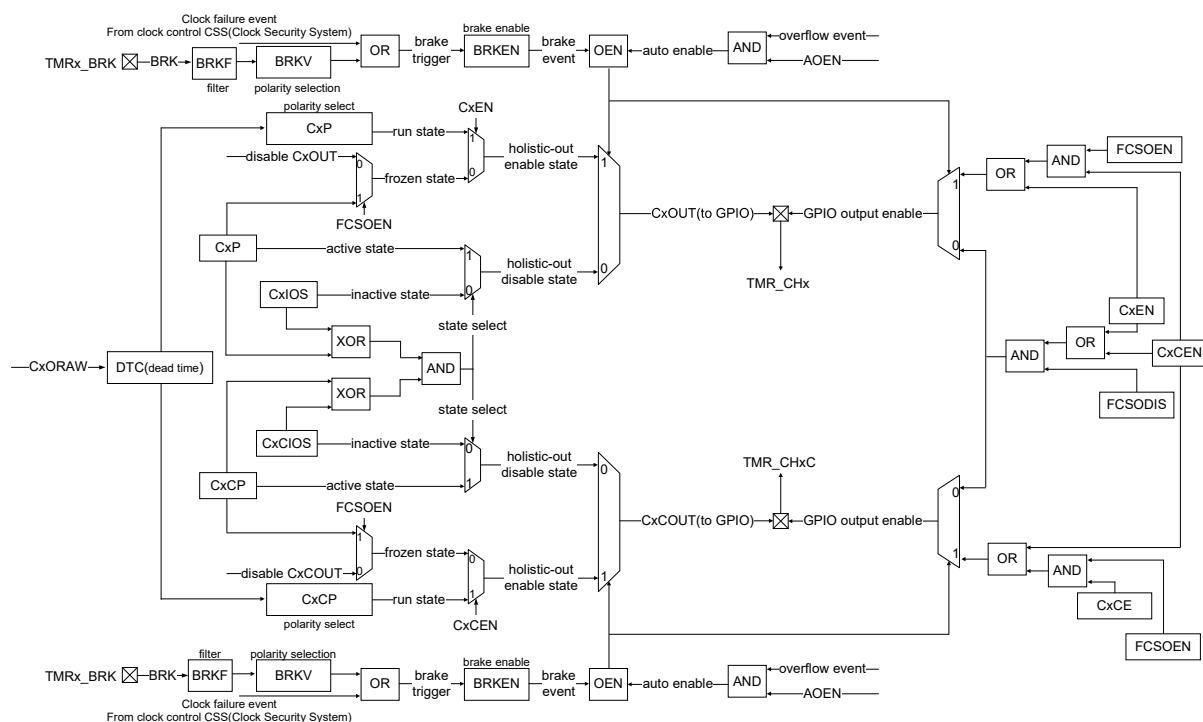 Clock failure event
From clock control CSS(Clock Security System)
TMRx_BRK
BRK
BRKF
filter
BRKV
polarity selection
OR
brake
trigger
brake enable
BRKEN
brake
event
OEN
auto enable
AND
overflow event
AOEN
polarity select
CxP
run state
CxEN
1
0
holistic-out
enable state
disable CxOUT
0
1
frozen state
FCSOEN
1
0
CxOUT(to GPIO)
GPIO output enable
TMR_CHx
1
0
OR
AND
FCSOEN
CxP
active state
1
0
holistic-out
disable state
CxIOS
inactive state
state select
XOR
AND
CxORAW
DTC(dead time)
XOR
state select
CxCIOS
inactive state
0
1
holistic-out
disable state
CxCP
active state
CxEN
OR
AND
CxCEN
FCSODIS
FCSOEN
1
0
disable CxCOUT
frozen state
0
1
CxCEN
holistic-out
enable state
CxCP
polarity select
run state
0
1
CxCOUT(to GPIO)
GPIO output enable
TMR_CHxC
0
1
OR
AND
CxCE
FCSOEN
TMRx_BRK
BRK
filter
BRKF
polarity selection
BRKV
Clock failure event
From clock control CSS(Clock Security System)
OR
brake
trigger
brake enable
BRKEN
brake
event
OEN
auto enable
AND
overflow event
AOEN